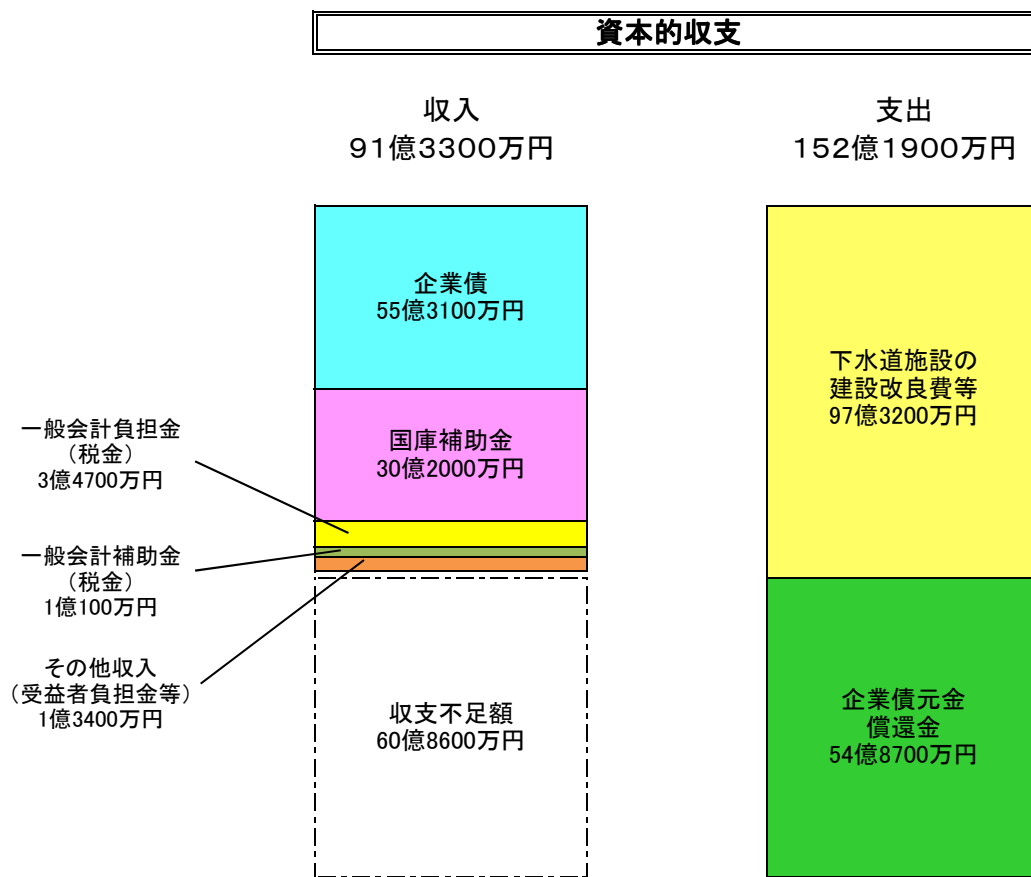 資本的収支
収入
91億3300万円
支出
152億1900万円
企業債
55億3100万円
国庫補助金
30億2000万円
一般会計負担金
（税金）
3億4700万円
一般会計補助金
（税金）
1億100万円
その他収入
（受益者負担金等）
1億3400万円
収支不足額
60億8600万円
下水道施設の
建設改良費等
97億3200万円
企業債元金
償還金
54億8700万円